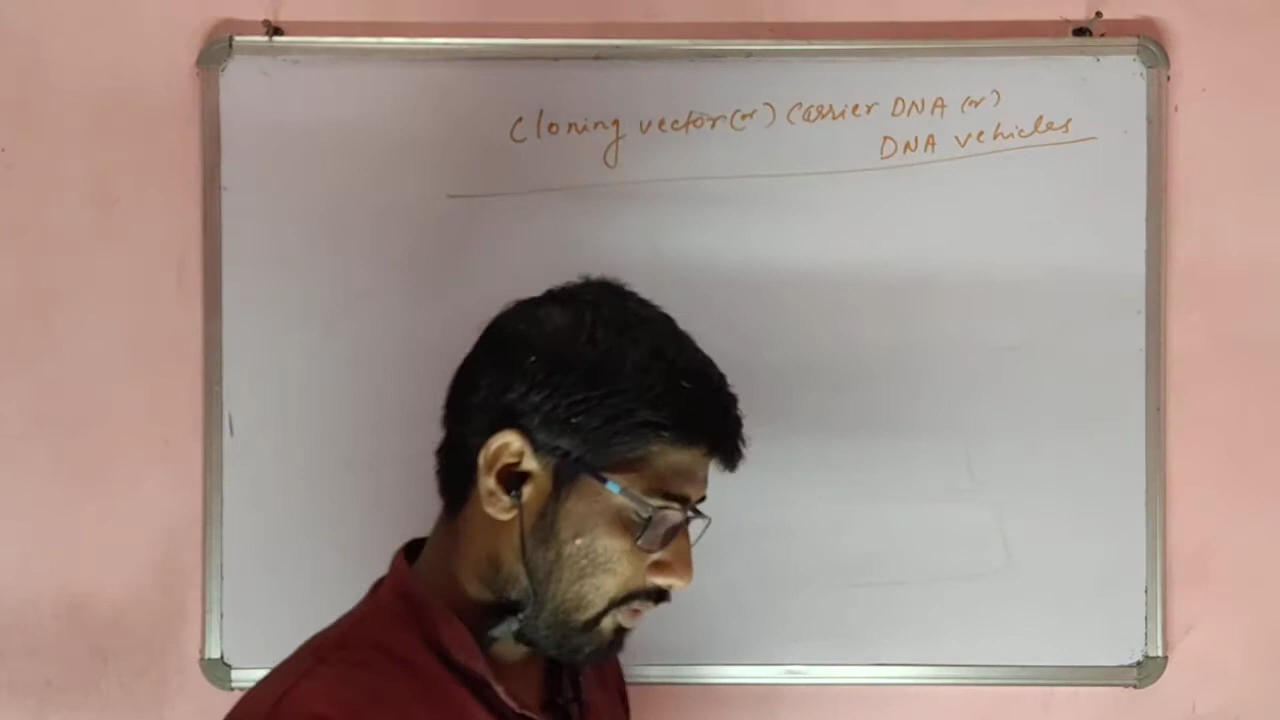 Cloning vector (or) Carrier DNA (or)
DNA vehicles